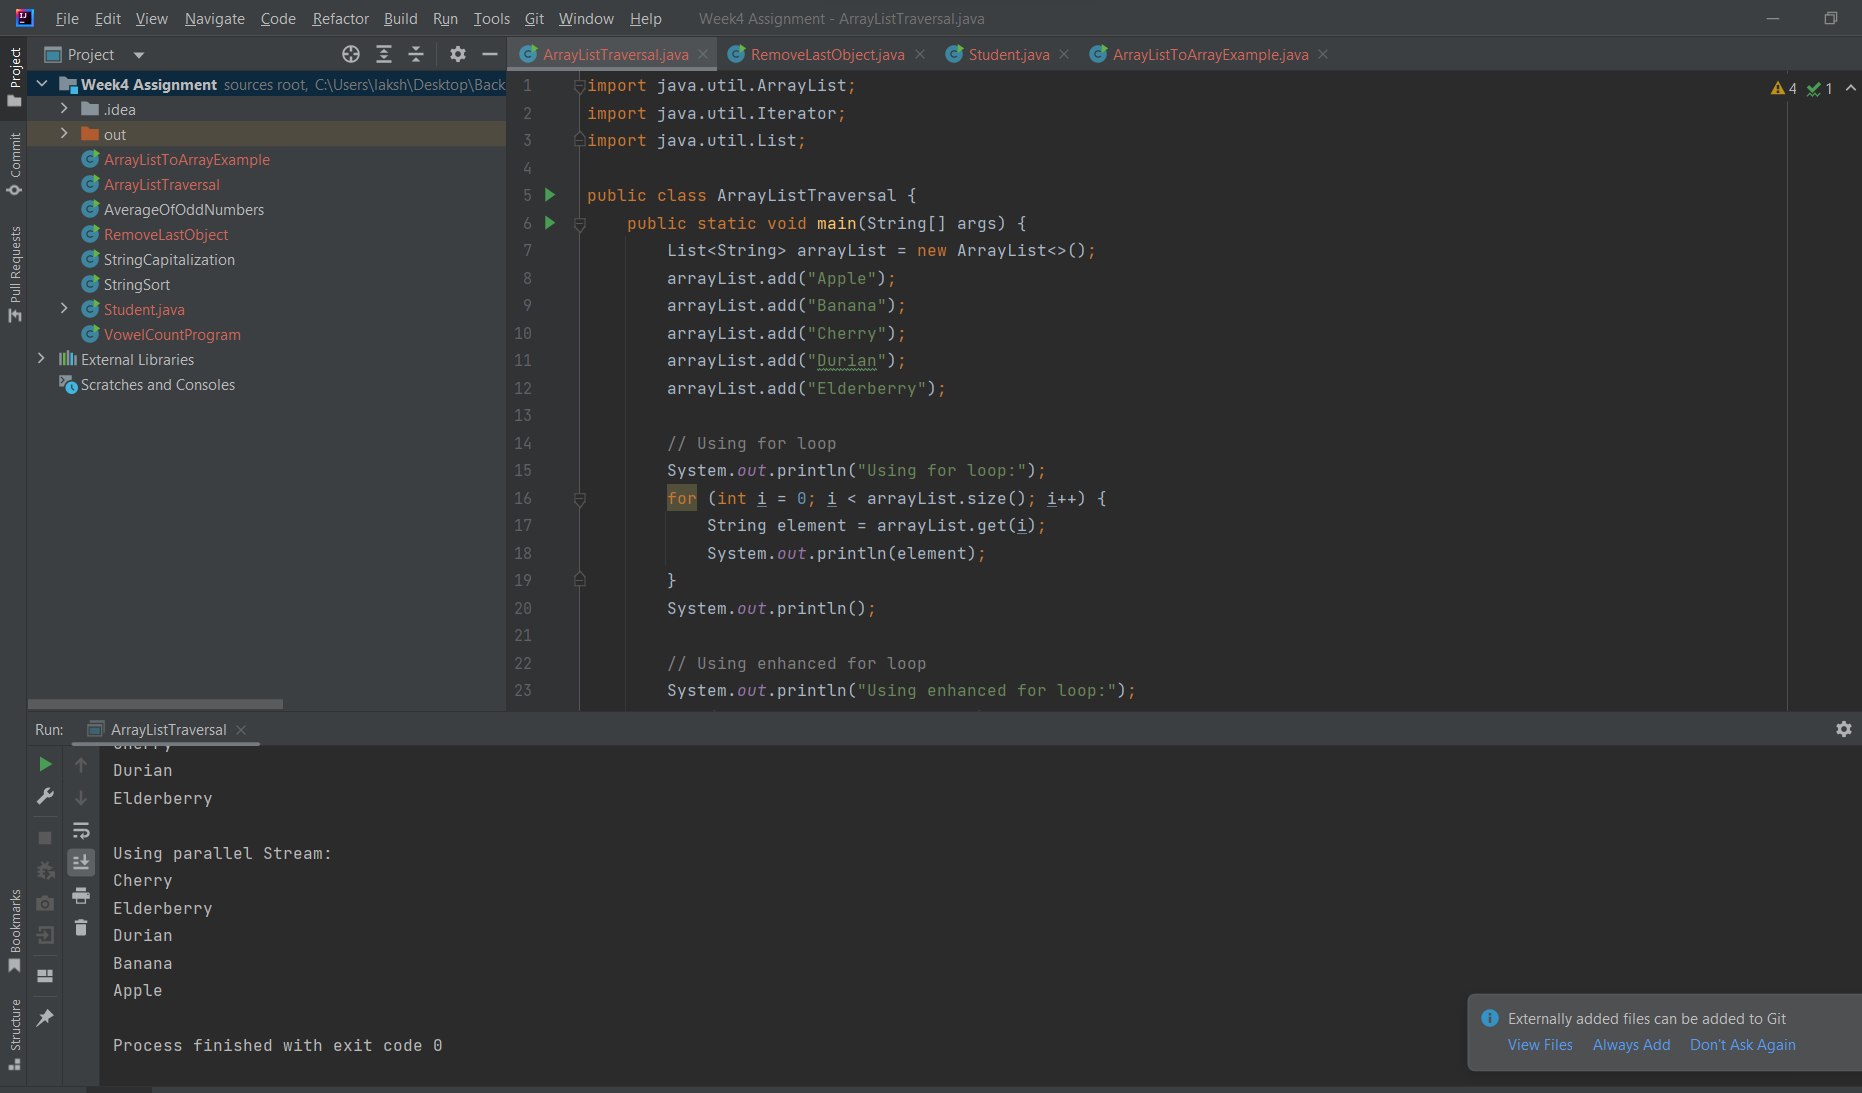 File Edit View Navigate Code Refactor Build Run Tools Git Window Help Week4 Assignment - ArrayListTraversal.java
Project
ArrayListTraversal.java RemoveLastObject.java Student.java ArrayListToArrayExample.java
Week4 Assignment sources root, C:\Users\laksh\Desktop\Back
.idea
out
ArrayListToArrayExample
ArrayListTraversal
AverageOfOddNumbers
RemoveLastObject
StringCapitalization
StringSort
Student.java
VowelCountProgram
External Libraries
Scratches and Consoles
Project
Commit
Pull Requests
Bookmarks
Structure
4 1
1 import java.util.ArrayList;
2 import java.util.Iterator;
3 import java.util.List;
4
5 public class ArrayListTraversal {
6 public static void main(String[] args) {
7 List<String> arrayList = new ArrayList<>();
8 arrayList.add("Apple");
9 arrayList.add("Banana");
10 arrayList.add("Cherry");
11 arrayList.add("Durian");
12 arrayList.add("Elderberry");
13
14 // Using for loop
15 System.out.println("Using for loop:");
16 for (int i = 0; i < arrayList.size(); i++) {
17 String element = arrayList.get(i);
18 System.out.println(element);
19 }
20 System.out.println();
21
22 // Using enhanced for loop
23 System.out.println("Using enhanced for loop:");
Run: ArrayListTraversal
Cherry
Durian
Elderberry
Using parallel Stream:
Cherry
Elderberry
Durian
Banana
Apple
Process finished with exit code 0
Externally added files can be added to Git
View Files Always Add Don't Ask Again